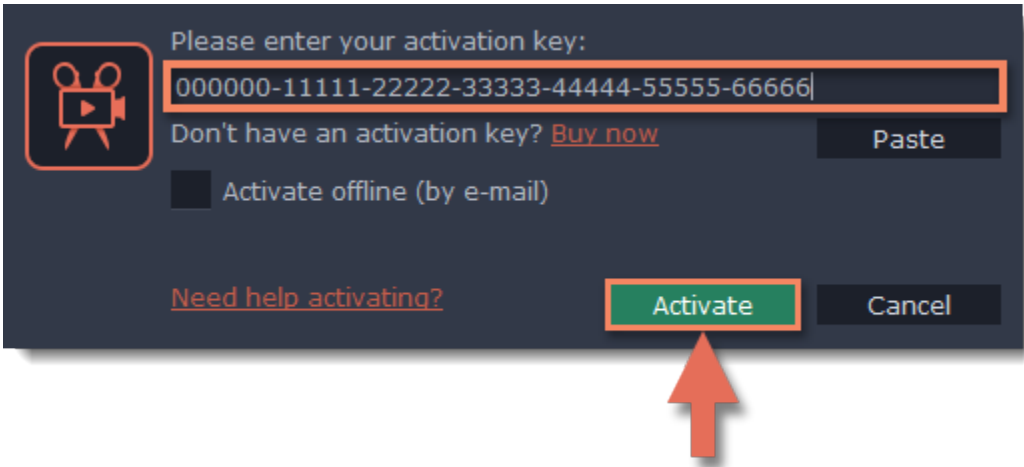 Please enter your activation key:
000000-11111-22222-33333-44444-55555-66666
Don't have an activation key? Buy now
Paste
Activate offline (by e-mail)
Need help activating?
Activate
Cancel